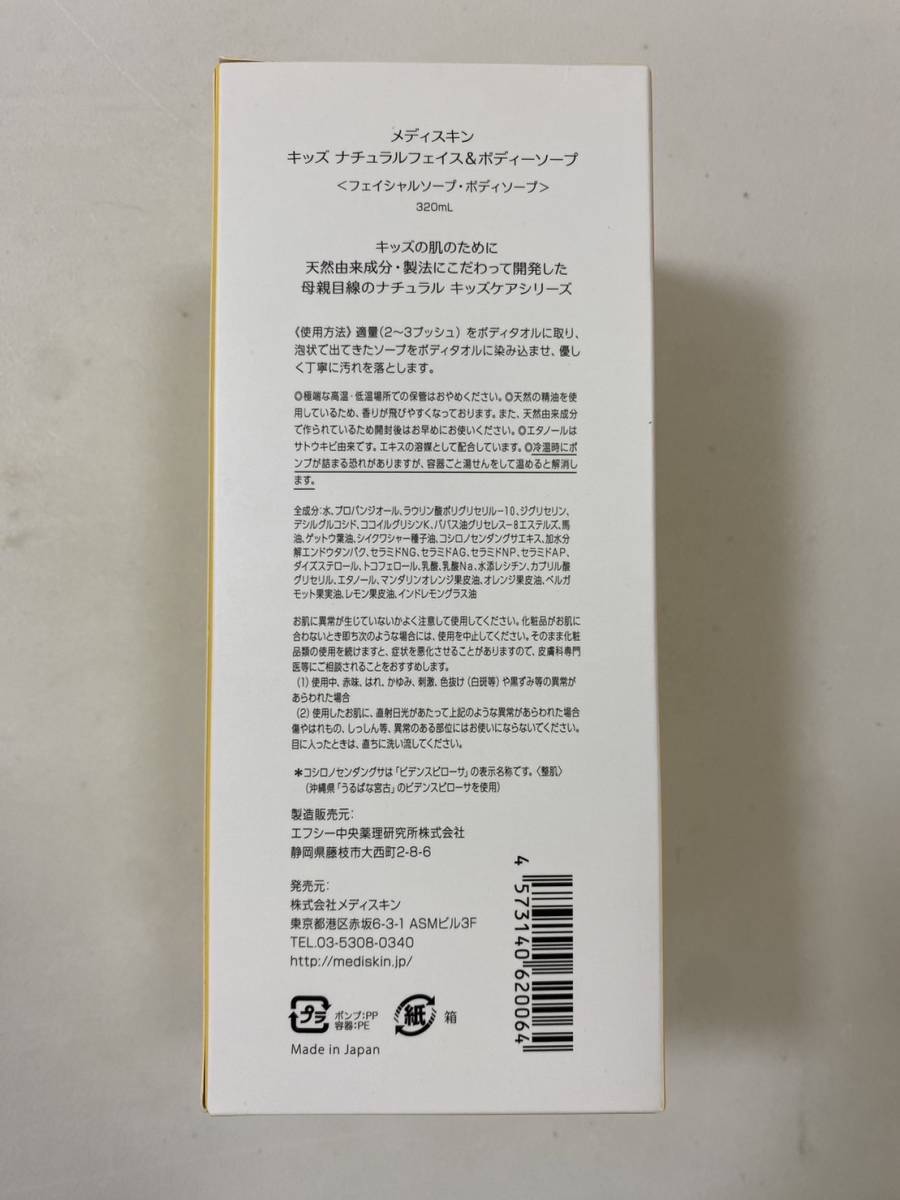 メディスキン
キッズ ナチュラルフェイス&ボディーソープ
＜フェイシャルソープ・ボディソープ＞
320mL
キッズの肌のために
天然由来成分・製法にこだわって開発した
母親目線のナチュラル キッズケアシリーズ
《使用方法》適量(2〜3プッシュ)をボディタオルに取り、
泡状で出てきたソープをボディタオルに染み込ませ、優し
く丁寧に汚れを落とします。
◎極端な高温・低温場所での保管はおやめください。◎天然の精油を使
用しているため、香りが飛びやすくなっております。また、天然由来成分
で作られているため開封後はお早めにお使いください。◎エタノールは
サトウキビ由来です。エキスの溶媒として配合しています。◎冷温時にポ
ンプが詰まる恐れがありますが、容器ごと湯せんをして温めると解消し
ます。
全成分:水、プロパンジオール、ラウリン酸ポリグリセリル-10、ジグリセリン、
デシルグルコシド、ココイルグリシンK、ババス油グリセレス-8エステルズ、馬
油、ゲットウ葉油、シイクワシャー種子油、コシロノセンダングサエキス、加水分
解エンドウタンパク、セラミドNG、セラミドAG、セラミドNP、セラミドAP、
ダイズステロール、トコフェロール、乳酸、乳酸Na、水添レシチン、カプリル酸
グリセリル、エタノール、マンダリンオレンジ果皮油、オレンジ果皮油、ベルガ
モット果実油、レモン果皮油、インドレモングラス油
お肌に異常が生じていないかよく注意して使用してください。化粧品がお肌に
合わないとき即ち次のような場合には、使用を中止してください。そのまま化粧
品類の使用を続けますと、症状を悪化させることがありますので、皮膚科専門
医等にご相談されることをおすすめします。
(1)使用中、赤味、はれ、かゆみ、刺激、色抜け(白斑等)や黒ずみ等の異常が
あらわれた場合
(2)使用したお肌に、直射日光があたって上記のような異常があらわれた場合
傷やはれもの、しっしん等、異常のある部位にはお使いにならないでください。
目に入ったときは、直ちに洗い流してください。
＊コシロノセンダングサは「ビデンスピローサ」の表示名称です。〈整肌〉
(沖縄県「うるばな宮古」のビデンスピローサを使用)
製造販売元:
エフシー中央薬理研究所株式会社
静岡県藤枝市大西町2-8-6
発売元:
株式会社メディスキン
東京都港区赤坂6-3-1 ASMビル3F
TEL.03-5308-0340
http://mediskin.jp/
プラ ポンプ:PP
容器:PE
紙 箱
Made in Japan
4 573140 620064